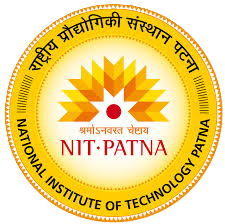 राष्ट्रीय प्रौद्योगिकी संस्थान पटना
श्रमोऽनवरत चेष्टाय
NIT·PATNA
NATIONAL INSTITUTE OF TECHNOLOGY PATNA